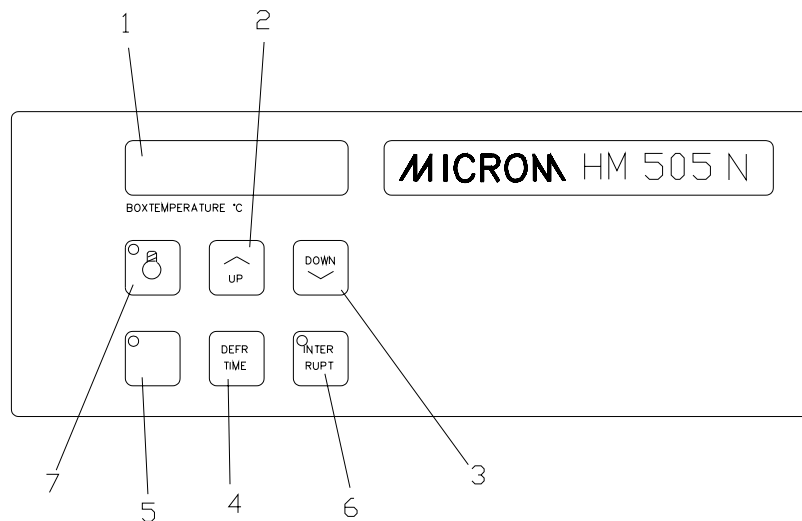 1
2
MICROM HM 505 N
BOXTEMPERATURE °C
UP
DOWN
DEFR
TIME
INTER
RUPT
3
7
5
4
6